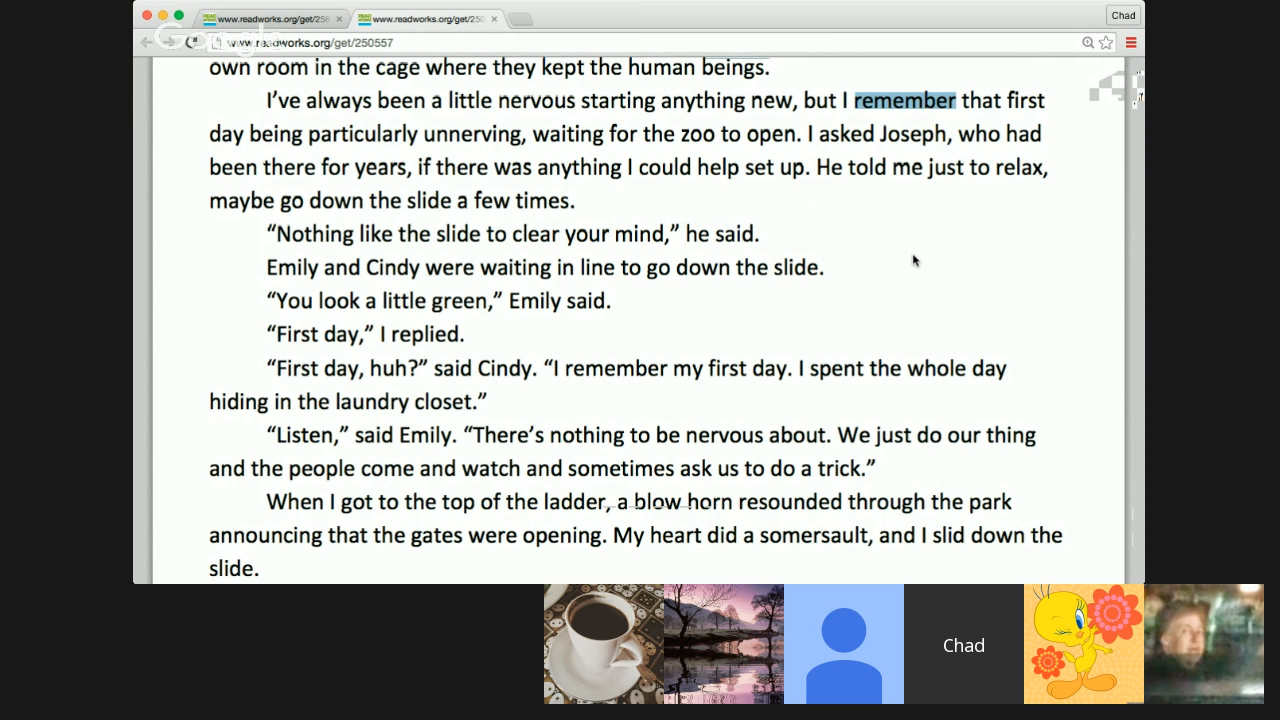 www.readworks.org/get/258
www.readworks.org/get/250
Chad
Google
www.readworks.org/get/250557
own room in the cage where they kept the human beings.
I’ve always been a little nervous starting anything new, but I remember that first
day being particularly unnerving, waiting for the zoo to open. I asked Joseph, who had
been there for years, if there was anything I could help set up. He told me just to relax,
maybe go down the slide a few times.
“Nothing like the slide to clear your mind,” he said.
Emily and Cindy were waiting in line to go down the slide.
“You look a little green,” Emily said.
“First day,” I replied.
“First day, huh?” said Cindy. “I remember my first day. I spent the whole day
hiding in the laundry closet.”
“Listen,” said Emily. “There’s nothing to be nervous about. We just do our thing
and the people come and watch and sometimes ask us to do a trick.”
When I got to the top of the ladder, a blow horn resounded through the park
announcing that the gates were opening. My heart did a somersault, and I slid down the
slide.
Chad